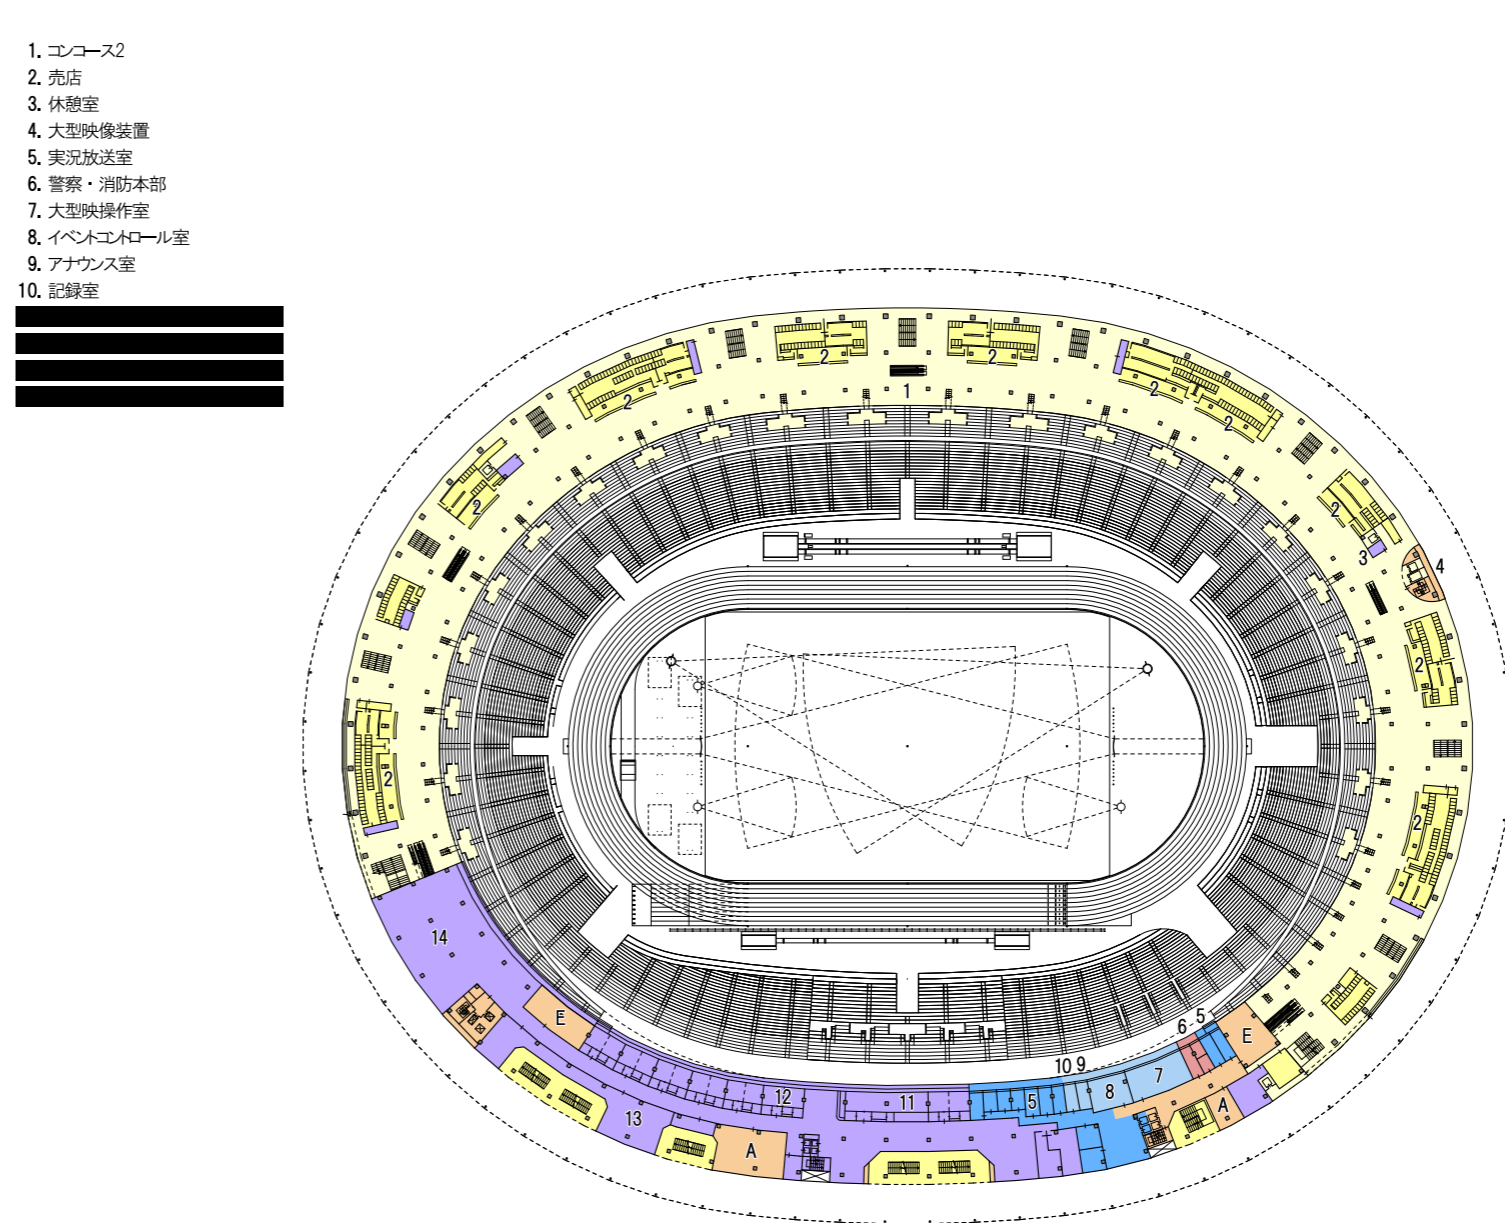 1. コンコース2
2. 売店
3. 休憩室
4. 大型映像装置
5. 実況放送室
6. 警察・消防本部
7. 大型映操作室
8. イベントコントロール室
9. アナウンス室
10. 記録室
2
2
1
2
2
2
2
2
3
4
2
2
2
14
E
5
6
E
10 9
7
8
5
12
11
A
13
A